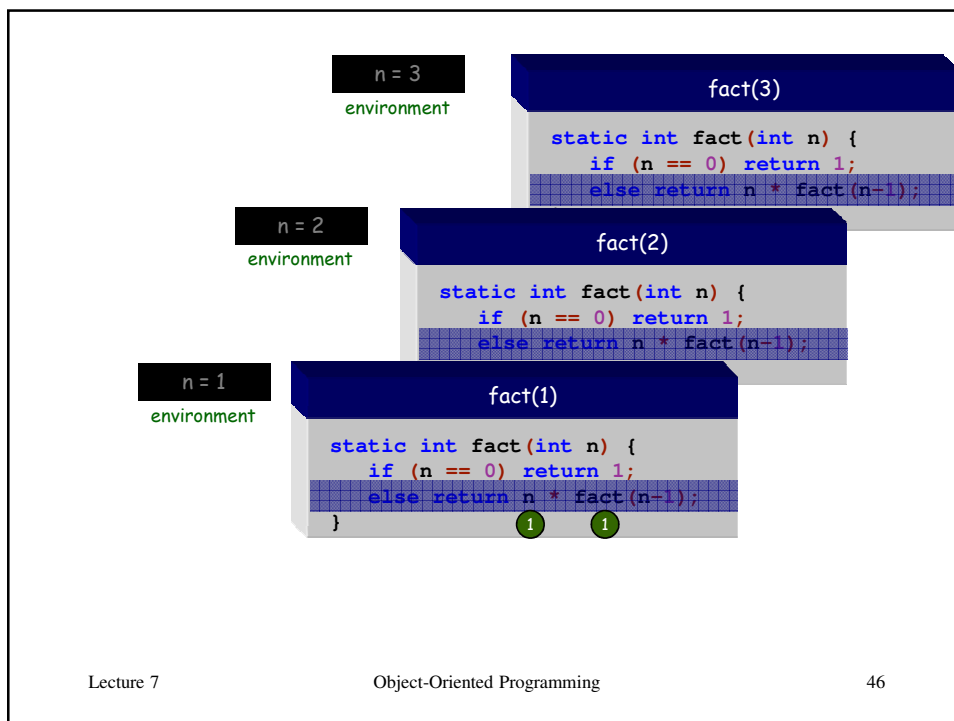 n = 3
environment
fact(3)
static int fact(int n) {
if (n == 0) return 1;
else return n * fact(n-1);
n = 2
environment
fact(2)
static int fact(int n) {
if (n == 0) return 1;
else return n * fact(n-1);
n = 1
environment
fact(1)
static int fact(int n) {
if (n == 0) return 1;
else return n * fact(n-1);
}
1 1
Lecture 7 Object-Oriented Programming 46